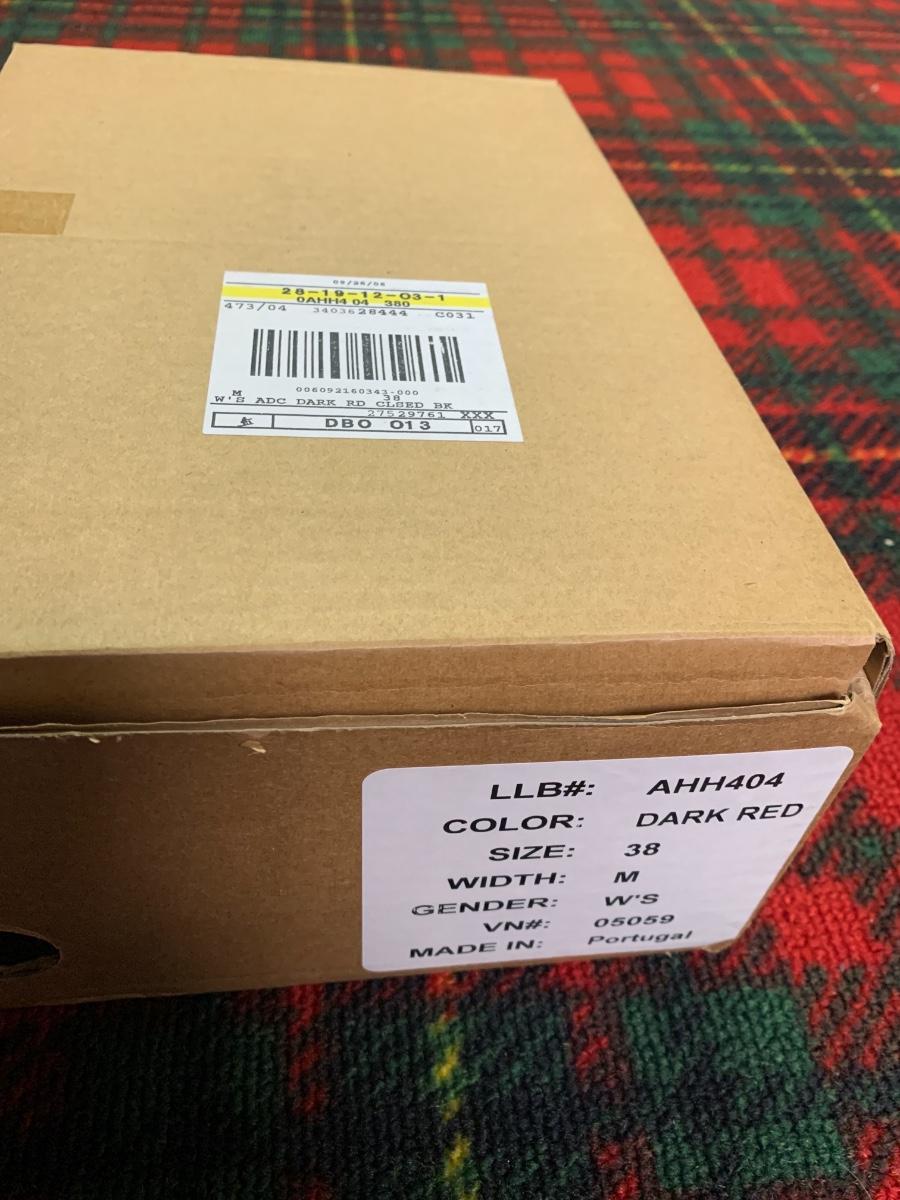 09/26/06
28-19-12-03-1
0AHH4 04 380
473/04 3403628444 C031
006092160343-000
M 38
W'S ADC DARK RD CLSED BK
27529761 XXX
DBO 013 017
LLB#: AHH404
COLOR: DARK RED
SIZE: 38
WIDTH: M
GENDER: W'S
VN#: 05059
MADE IN: Portugal